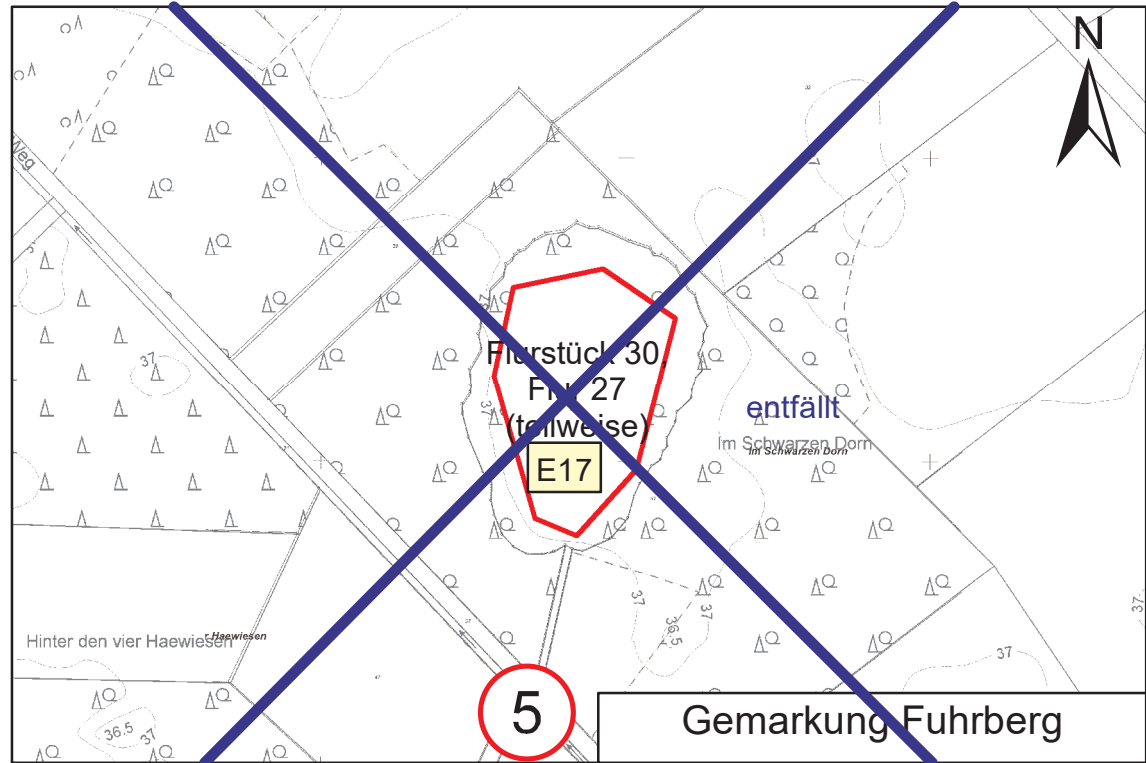 N
Weg
37
Flurstück 30,
Flur 27
(teilweise)
37
E17
entfällt
Im Schwarzen Dorn
Im Schwarzen Dorn
37
37
36.5
37
37
Hinter den vier Haewiesen
r Haewiesen
36.5
37
5
Gemarkung Fuhrberg